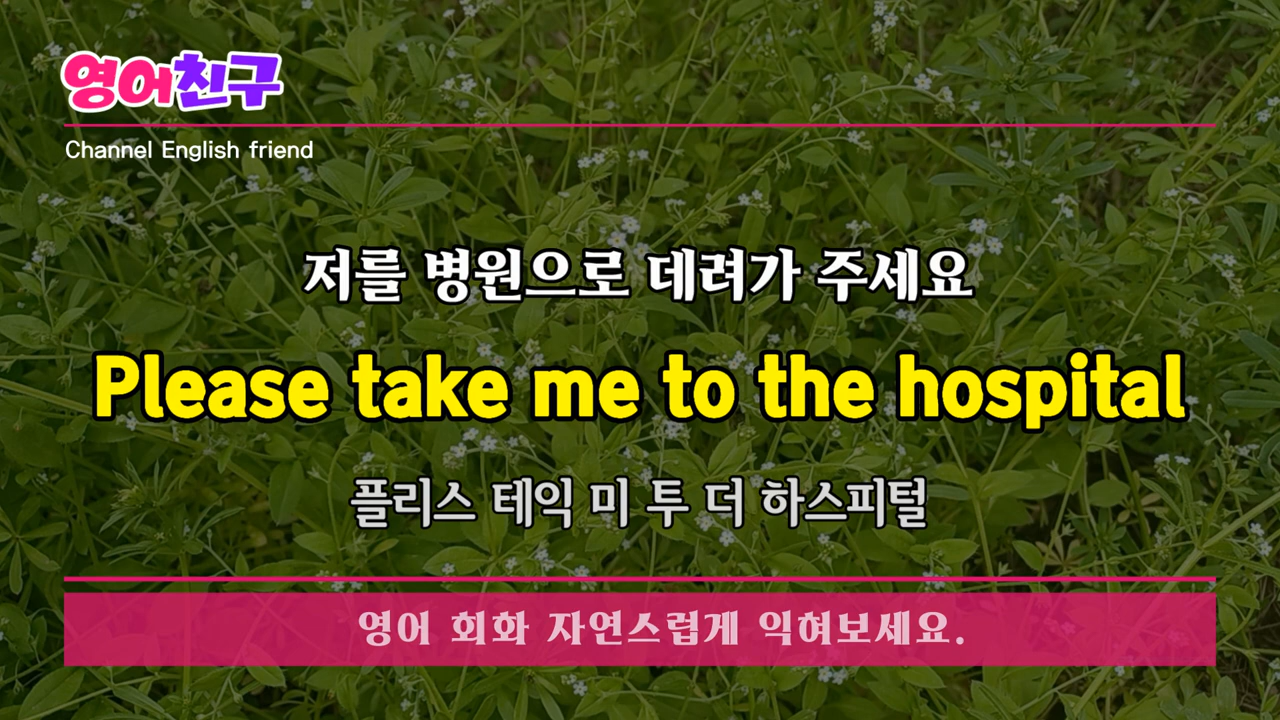 영어친구
Channel English friend
저를 병원으로 데려가 주세요
Please take me to the hospital
플리스 테익 미 투 더 하스피털
영어 회화 자연스럽게 익혀보세요.